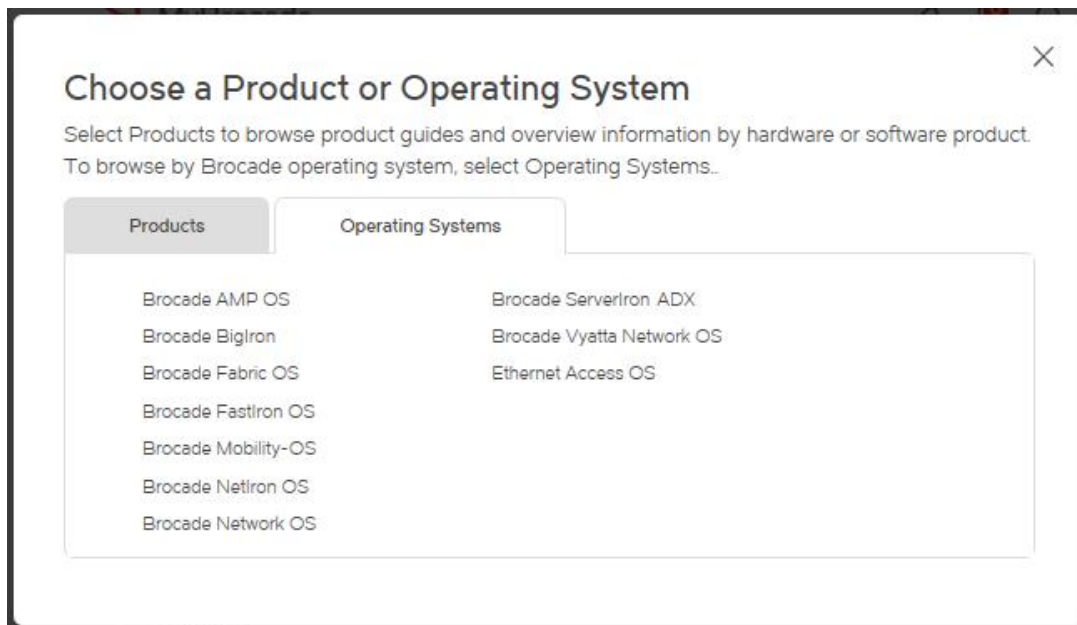 Choose a Product or Operating System
Select Products to browse product guides and overview information by hardware or software product.
To browse by Brocade operating system, select Operating Systems..
Products
Operating Systems
Brocade AMP OS
Brocade BigIron
Brocade Fabric OS
Brocade FastIron OS
Brocade Mobility-OS
Brocade NetIron OS
Brocade Network OS
Brocade ServerIron ADX
Brocade Vyatta Network OS
Ethernet Access OS